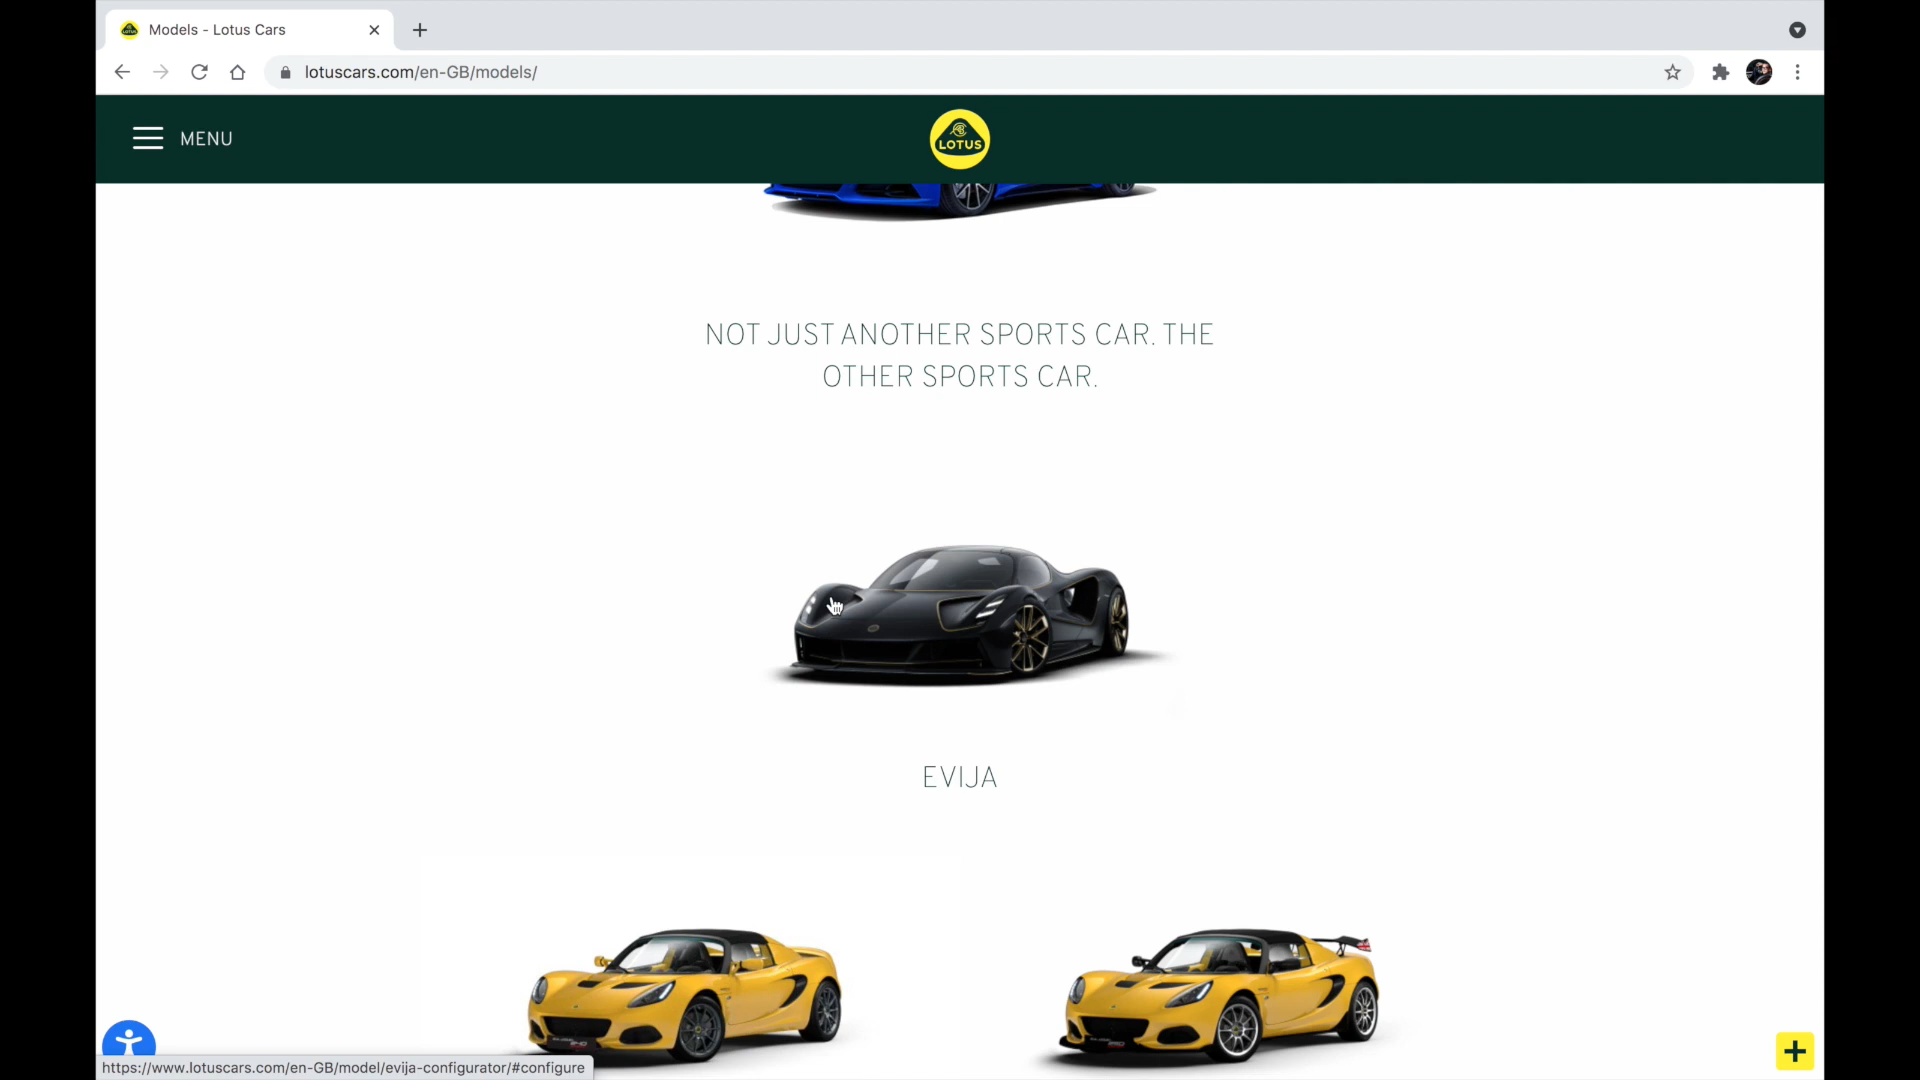 Models - Lotus Cars
lotuscars.com/en-GB/models/
MENU
LOTUS
NOT JUST ANOTHER SPORTS CAR. THE
OTHER SPORTS CAR.
EVIJA
https://www.lotuscars.com/en-GB/model/evija-configurator/#configure